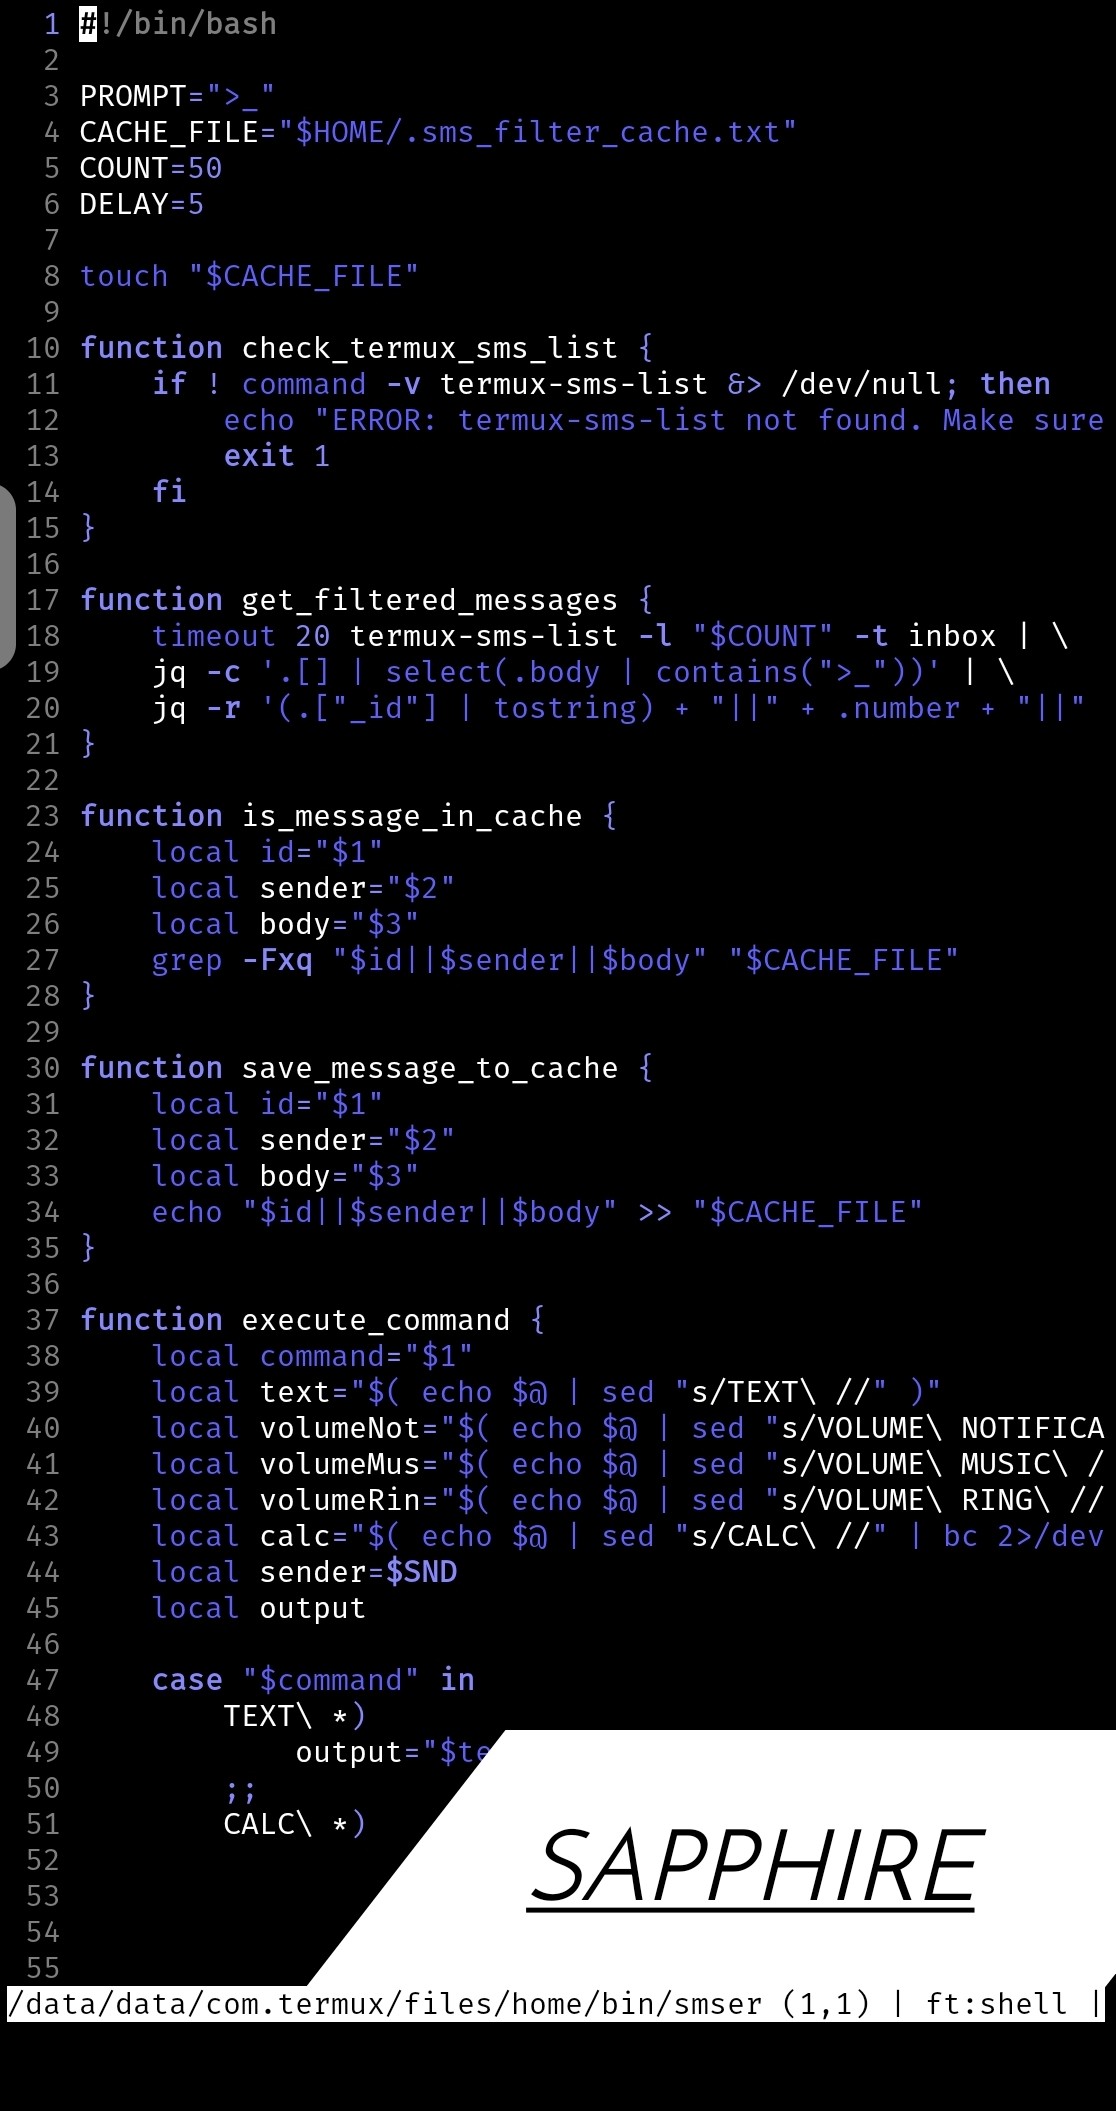 1 #!/bin/bash
2
3 PROMPT=">_"
4 CACHE_FILE="$HOME/.sms_filter_cache.txt"
5 COUNT=50
6 DELAY=5
7
8 touch "$CACHE_FILE"
9
10 function check_termux_sms_list {
11     if ! command -v termux-sms-list &> /dev/null; then
12         echo "ERROR: termux-sms-list not found. Make sure
13         exit 1
14     fi
15 }
16
17 function get_filtered_messages {
18     timeout 20 termux-sms-list -l "$COUNT" -t inbox | \
19     jq -c '.[] | select(.body | contains(">_"))' | \
20     jq -r '(.["_id"] | tostring) + "||" + .number + "||"
21 }
22
23 function is_message_in_cache {
24     local id="$1"
25     local sender="$2"
26     local body="$3"
27     grep -Fxq "$id||$sender||$body" "$CACHE_FILE"
28 }
29
30 function save_message_to_cache {
31     local id="$1"
32     local sender="$2"
33     local body="$3"
34     echo "$id||$sender||$body" >> "$CACHE_FILE"
35 }
36
37 function execute_command {
38     local command="$1"
39     local text="$( echo $@ | sed "s/TEXT\ //" )"
40     local volumeNot="$( echo $@ | sed "s/VOLUME\ NOTIFICA
41     local volumeMus="$( echo $@ | sed "s/VOLUME\ MUSIC\ /
42     local volumeRin="$( echo $@ | sed "s/VOLUME\ RING\ //
43     local calc="$( echo $@ | sed "s/CALC\ //" | bc 2>/dev
44     local sender=$SND
45     local output
46
47     case "$command" in
48         TEXT\ *)
49             output="$te
50         ;;
51         CALC\ *)
52
53
54
55
SAPPHIRE
/data/data/com.termux/files/home/bin/smser (1,1) | ft:shell |